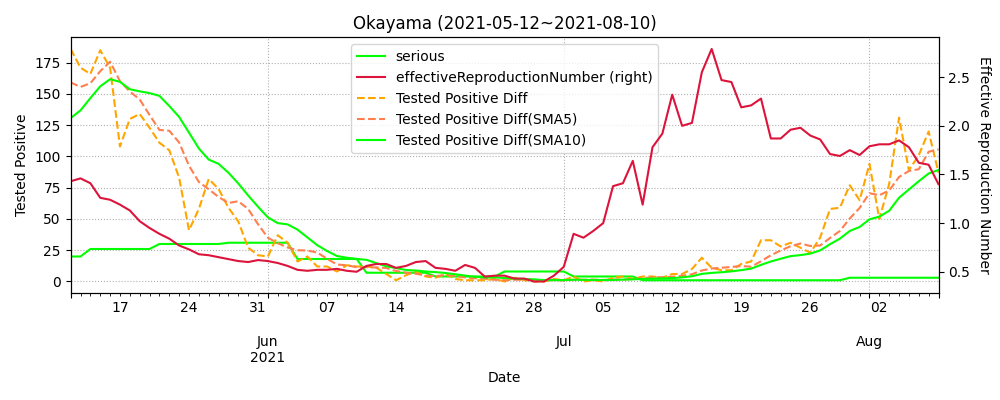 Okayama (2021-05-12~2021-08-10)
serious
effectiveReproductionNumber (right)
Tested Positive Diff
Tested Positive Diff(SMA5)
Tested Positive Diff(SMA10)
Tested Positive
175
150
125
100
75
50
25
0
2.5
2.0
1.5
1.0
0.5
Effective Reproduction Number
17 24 31 07 14 21 28 05 12 19 26 02
Jun Jul Aug
2021
Date